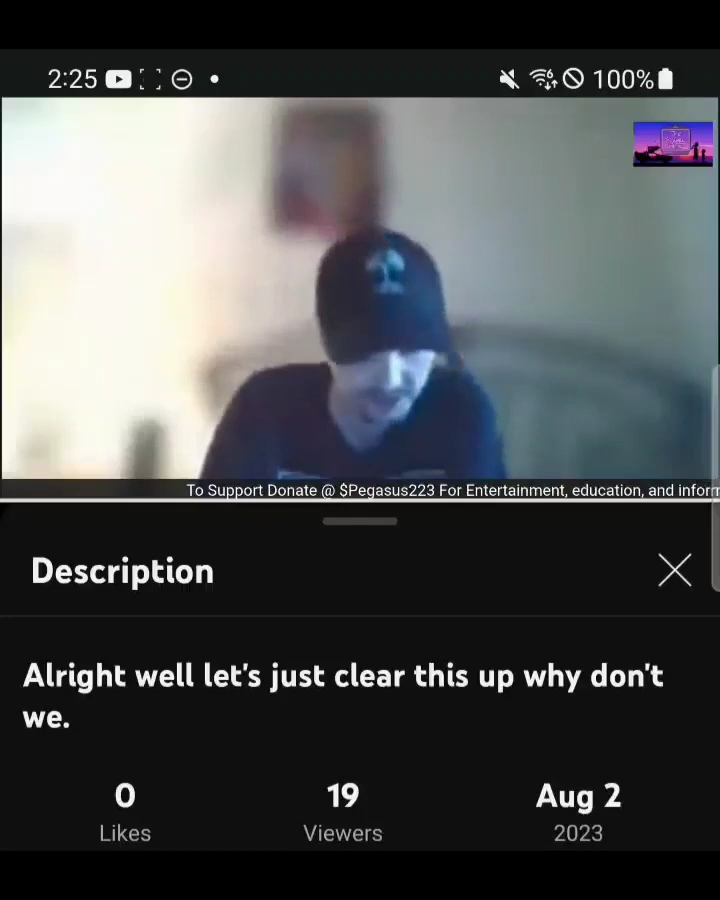 2:25
100%
To Support Donate @ $Pegasus223 For Entertainment, education, and infor
Description
Alright well let's just clear this up why don't
we.
0 19 Aug 2
Likes Viewers 2023